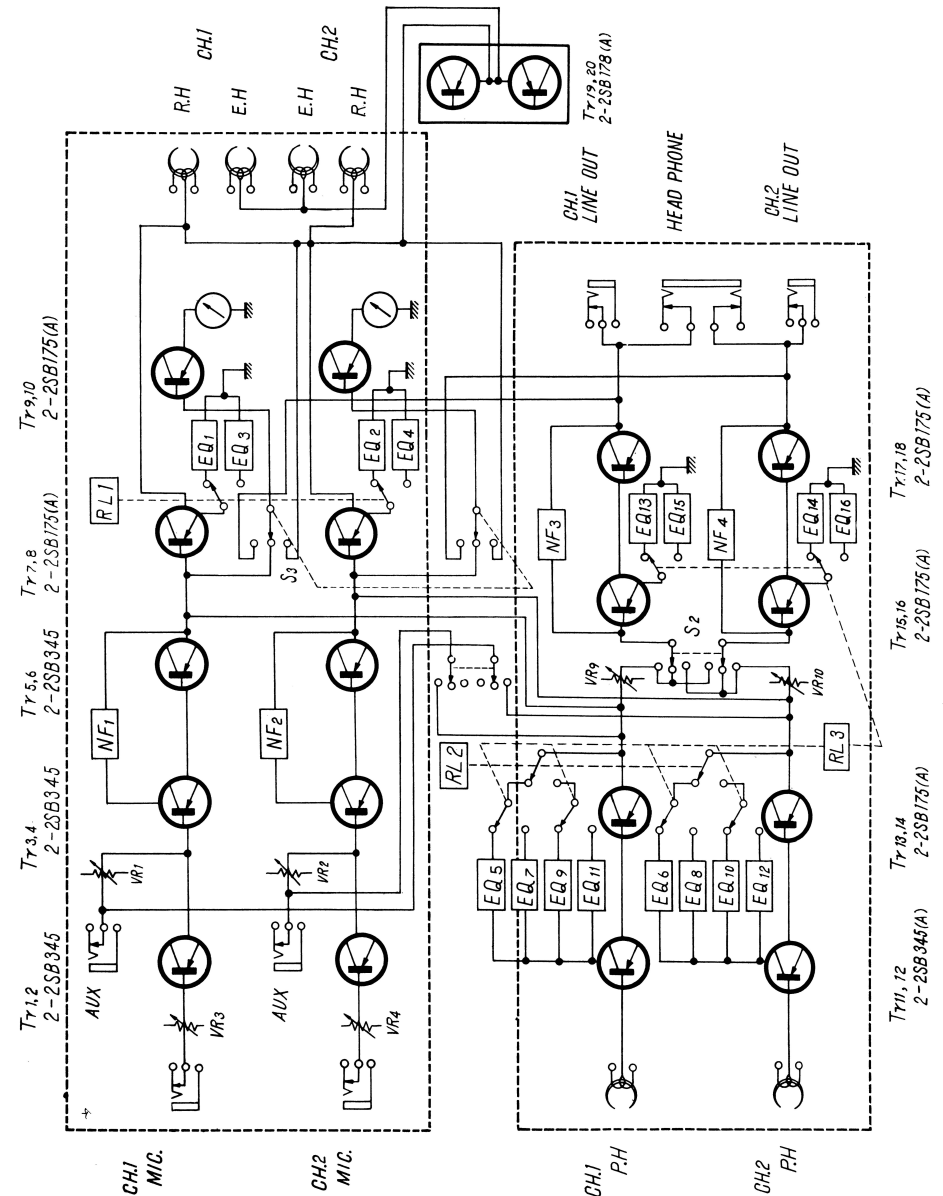 CH.1
MIC.
CH.2
MIC.
CH.1
P.H
CH.2
P.H
Tr1,2
2-2SB345
Tr3,4
2-2SB345
Tr5,6
2-2SB345
Tr7,8
2-2SB175(A)
Tr9,10
2-2SB175(A)
AUX
VR1
VR3
NF1
RL1
EQ1
EQ3
S3
AUX
VR2
VR4
NF2
EQ2
EQ4
R.H
E.H
CH.1
E.H
R.H
CH.2
Tr19,20
2-2SB178(A)
RL2
EQ5
EQ7
EQ9
EQ11
VR9
NF3
EQ13
EQ15
S2
EQ6
EQ8
EQ10
EQ12
VR10
NF4
EQ14
EQ16
RL3
CH.1
LINE OUT
HEAD PHONE
CH.2
LINE OUT
Tr11,12
2-2SB345(A)
Tr13,14
2-2SB175(A)
Tr15,16
2-2SB175(A)
Tr17,18
2-2SB175(A)